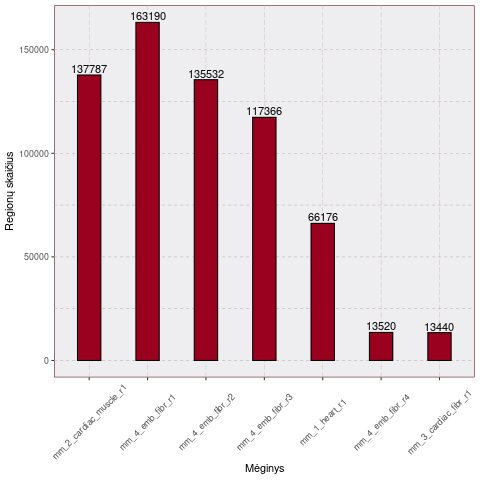 163190
150000
137787
135532
117366
100000
66176
50000
13520
13440
0
Regionų skaičius
mm_2_cardiac_muscle_r1
mm_4_emb_fibr_r1
mm_4_emb_fibr_r2
mm_4_emb_fibr_r3
mm_1_heart_r1
mm_4_emb_fibr_r4
mm_3_cardiac_fibr_r1
Mėginys